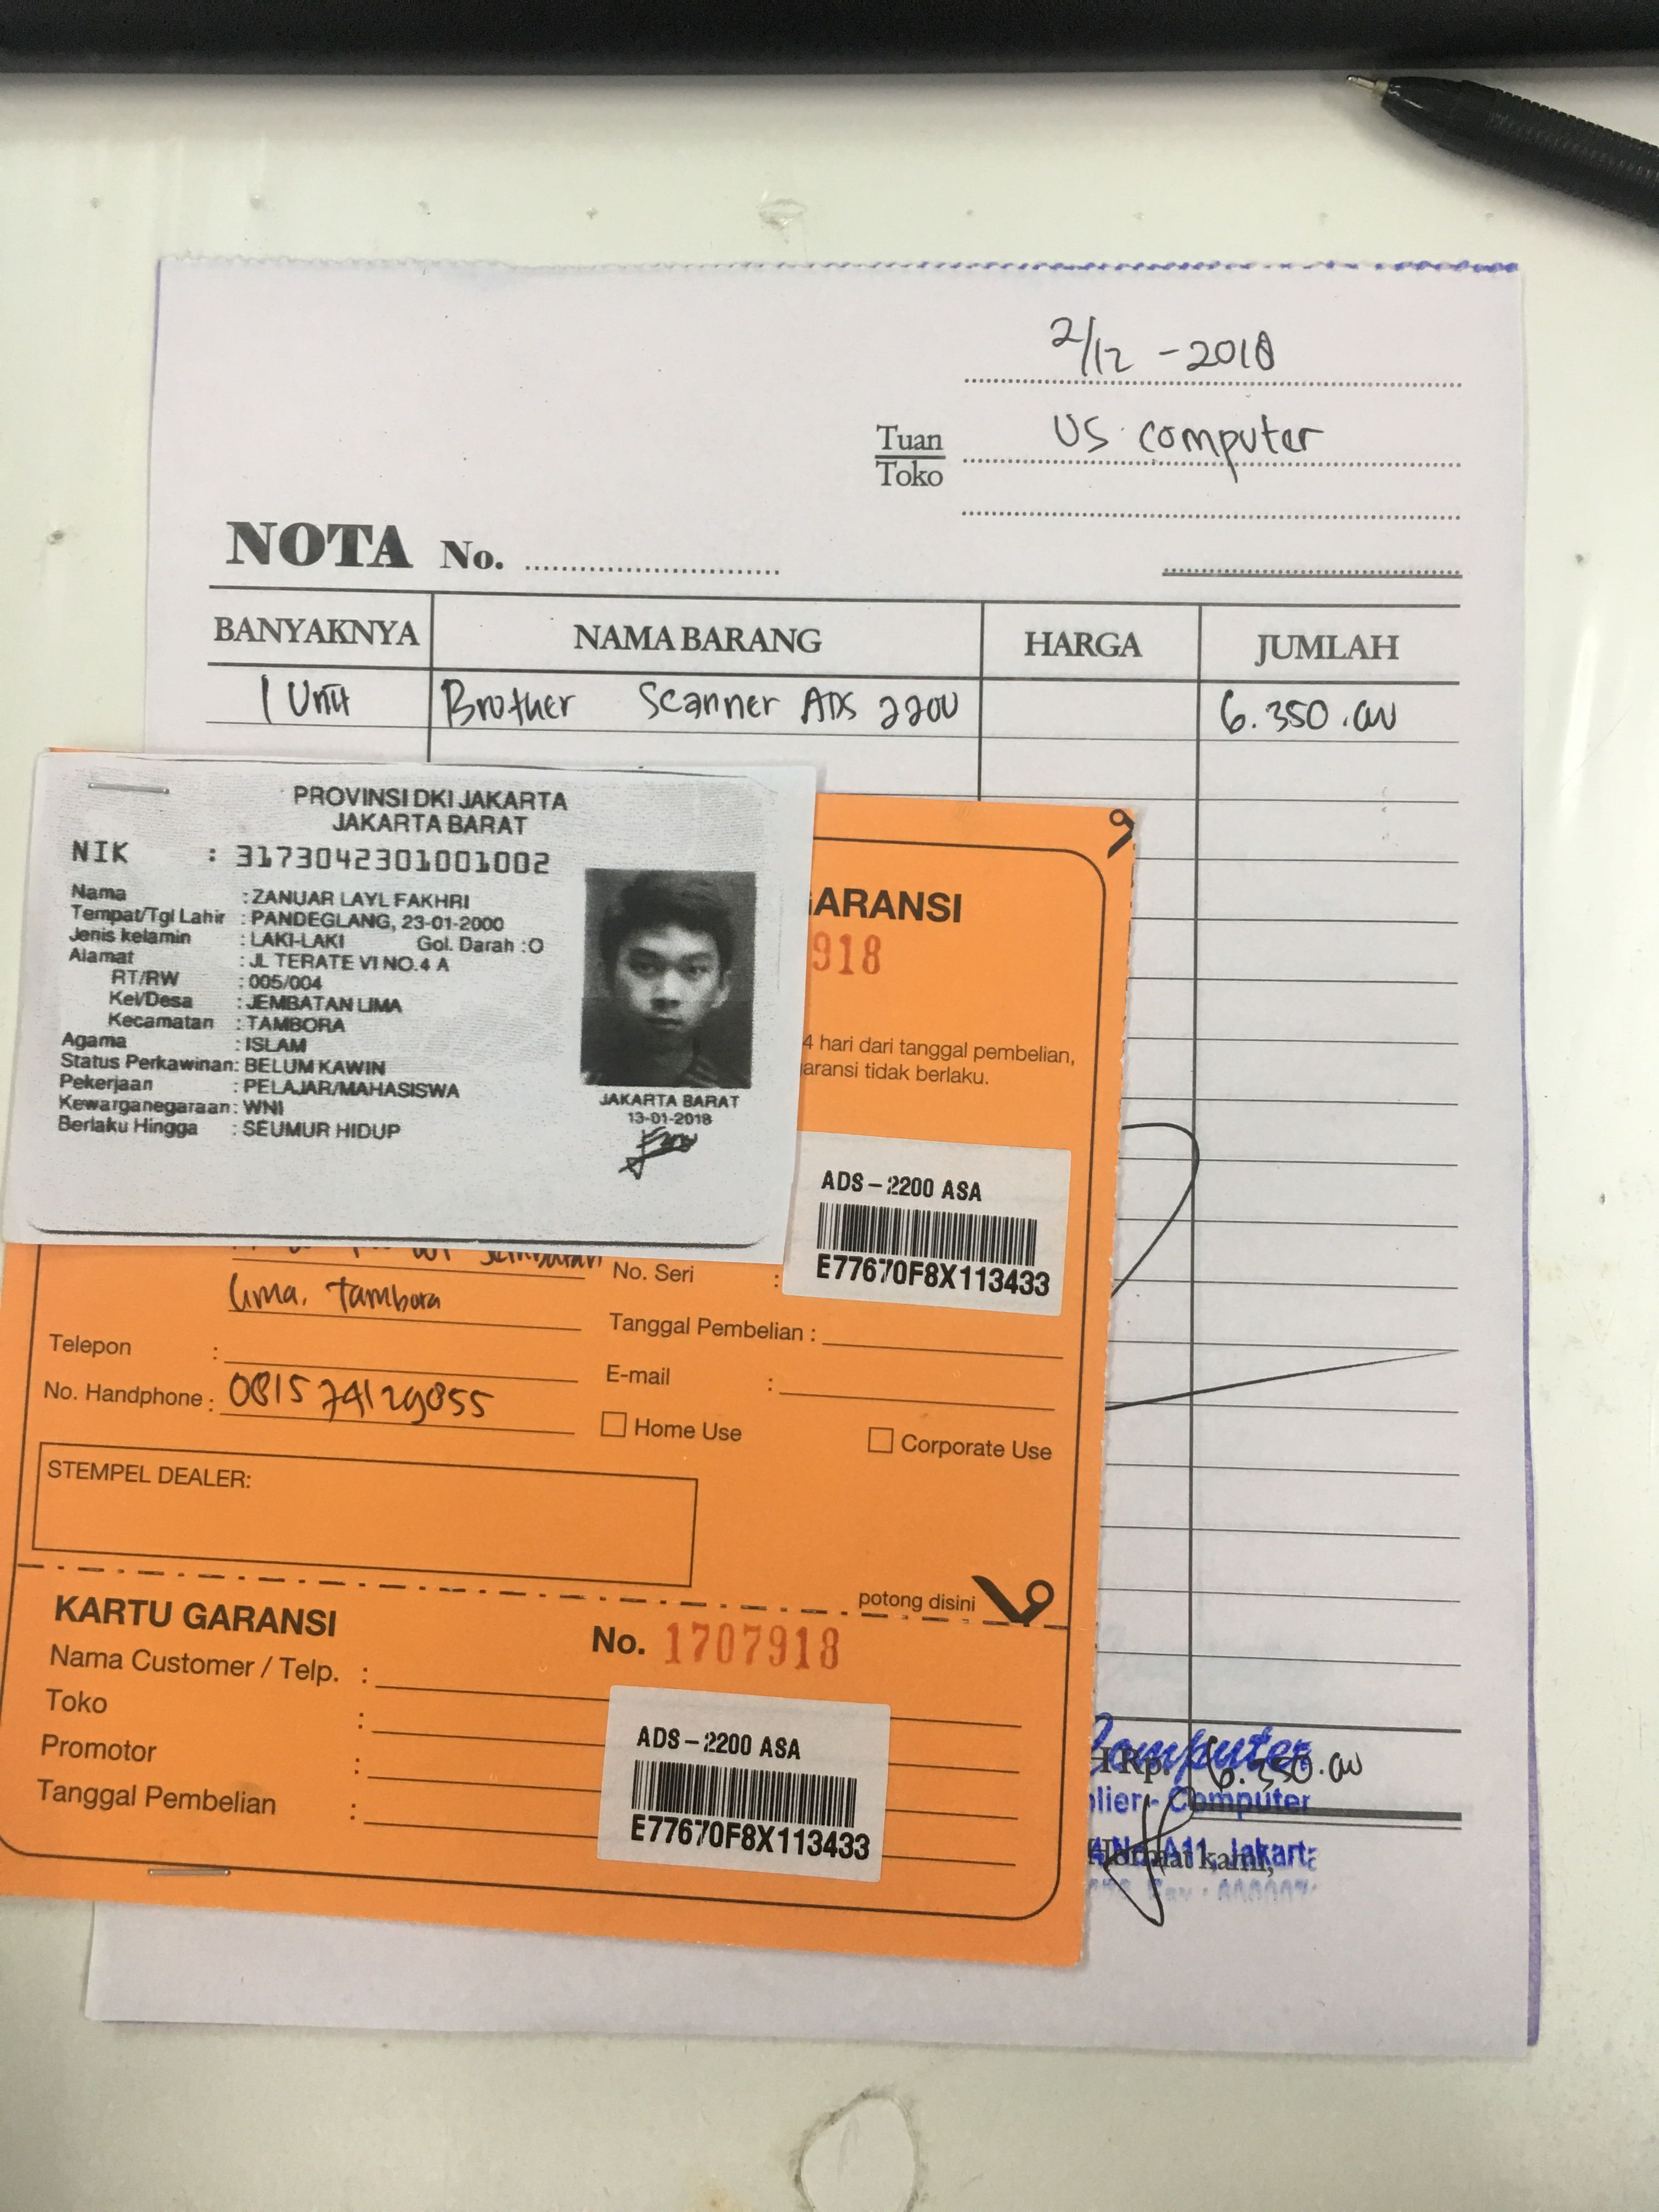 2/12 - 2018
Tuan
Toko
US computer
NOTA No.
BANYAKNYA NAMA BARANG HARGA JUMLAH
1 Unit Brother Scanner ADS 2200 6.350.000
PROVINSI DKI JAKARTA
JAKARTA BARAT
NIK : 3173042301001002
Nama : ZANUAR LAYL FAKHRI
Tempat/Tgl Lahir : PANDEGLANG, 23-01-2000
Jenis kelamin : LAKI-LAKI Gol. Darah : O
Alamat : JL TERATE VI NO.4 A
RT/RW : 005/004
Kel/Desa : JEMBATAN LIMA
Kecamatan : TAMBORA
Agama : ISLAM
Status Perkawinan: BELUM KAWIN
Pekerjaan : PELAJAR/MAHASISWA
Kewarganegaraan: WNI
Berlaku Hingga : SEUMUR HIDUP
JAKARTA BARAT
13-01-2018
ARANSI
918
4 hari dari tanggal pembelian,
aransi tidak berlaku.
ADS-2200 ASA
E77670F8X113433
Jembatan
lima, Tambora
No. Seri :
Tanggal Pembelian :
Telepon :
E-mail :
No. Handphone : 081574129855
Home Use
Corporate Use
STEMPEL DEALER:
potong disini
KARTU GARANSI
No. 1707918
Nama Customer / Telp. :
Toko :
Promotor :
Tanggal Pembelian :
ADS-2200 ASA
E77670F8X113433
Computer
Rp. 6.350.000
lier - Computer
No. A11, Jakart
Hormat kami,